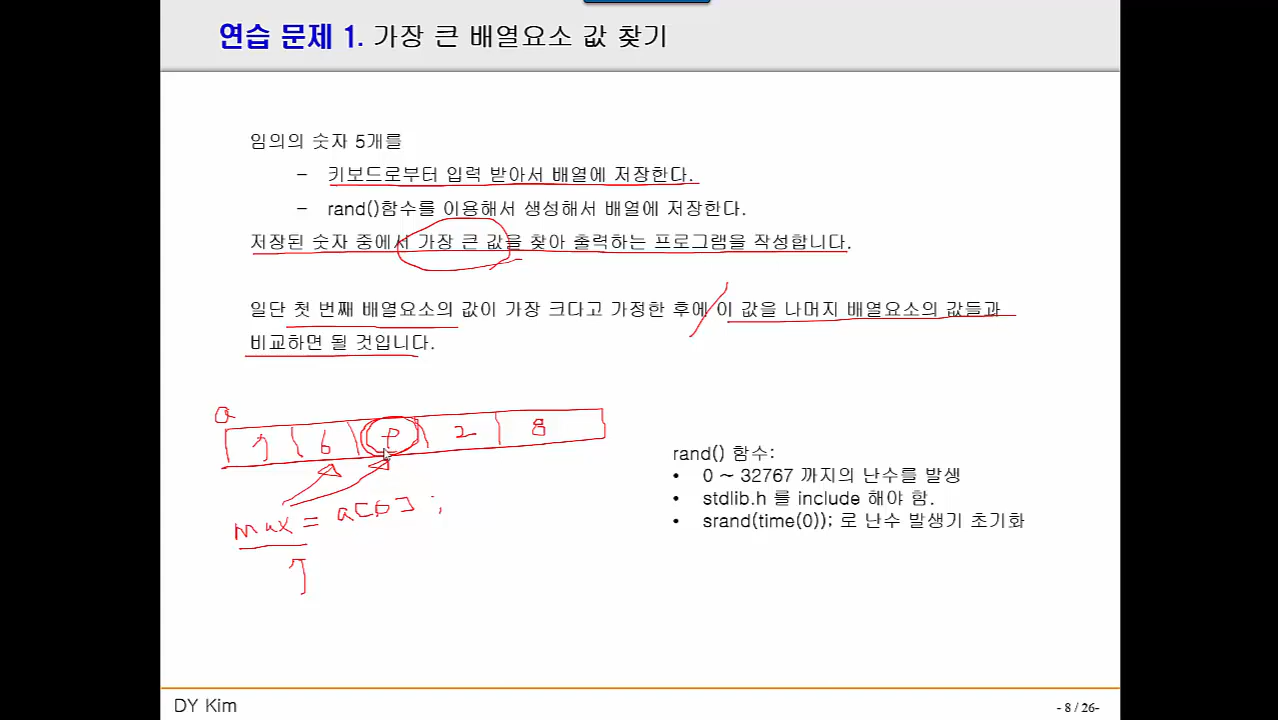 연습 문제 1. 가장 큰 배열요소 값 찾기
임의의 숫자 5개를
– 키보드로부터 입력 받아서 배열에 저장한다.
– rand()함수를 이용해서 생성해서 배열에 저장한다.
저장된 숫자 중에서 가장 큰 값을 찾아 출력하는 프로그램을 작성합니다.
일단 첫 번째 배열요소의 값이 가장 크다고 가정한 후에 이 값을 나머지 배열요소의 값들과
비교하면 될 것입니다.
a
7 6 9 2 8
max = a[0] ;
7
rand() 함수:
• 0 ~ 32767 까지의 난수를 발생
• stdlib.h 를 include 해야 함.
• srand(time(0)); 로 난수 발생기 초기화
DY Kim
- 8 / 26-